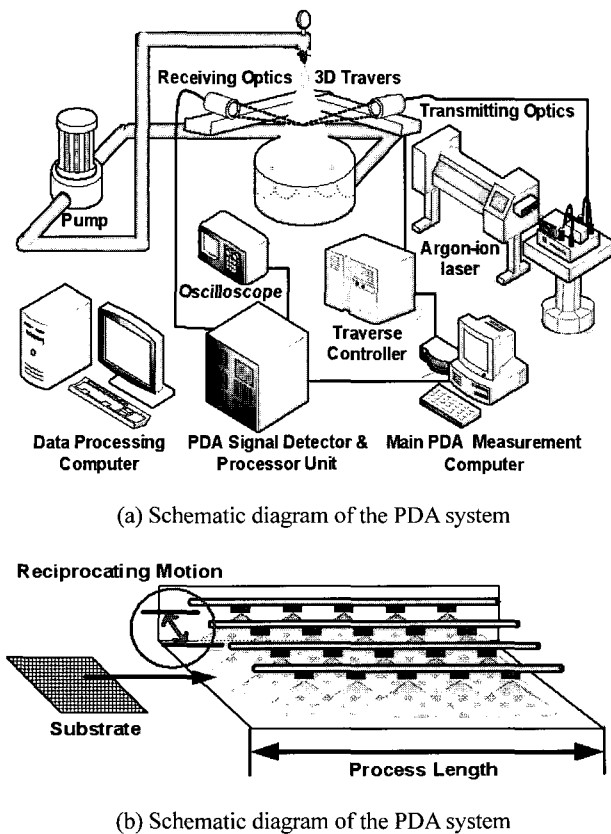 Receiving Optics
3D Travers
Transmitting Optics
Pump
Argon-ion
laser
Oscilloscope
Traverse
Controller
Data Processing
Computer
PDA Signal Detector &
Processor Unit
Main PDA Measurement
Computer
(a) Schematic diagram of the PDA system
Reciprocating Motion
Substrate
Process Length
(b) Schematic diagram of the PDA system